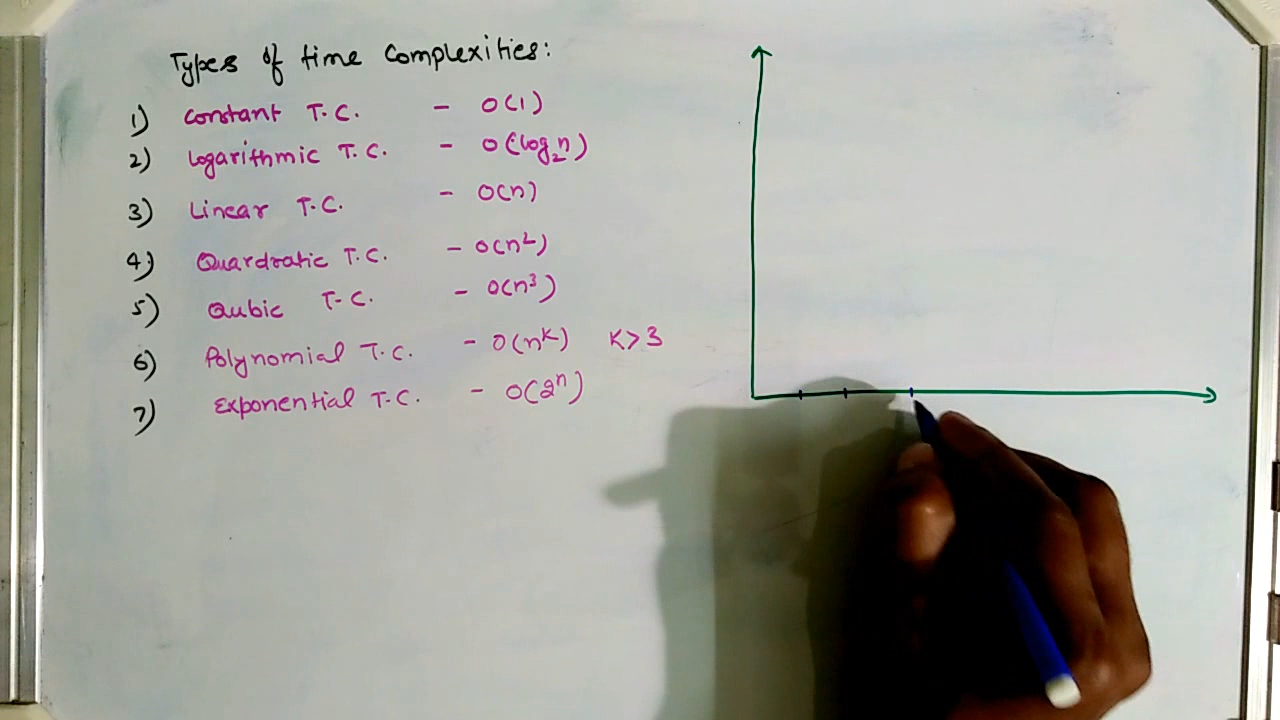 Types of time Complexities:
1) Constant T.C. - O(1)
2) Logarithmic T.C. - O(log₂n)
3) Linear T.C. - O(n)
4) Quardratic T.C. - O(n²)
5) Qubic T.C. - O(n³)
6) Polynomial T.C. - O(nᵏ) K>3
7) Exponential T.C. - O(2ⁿ)